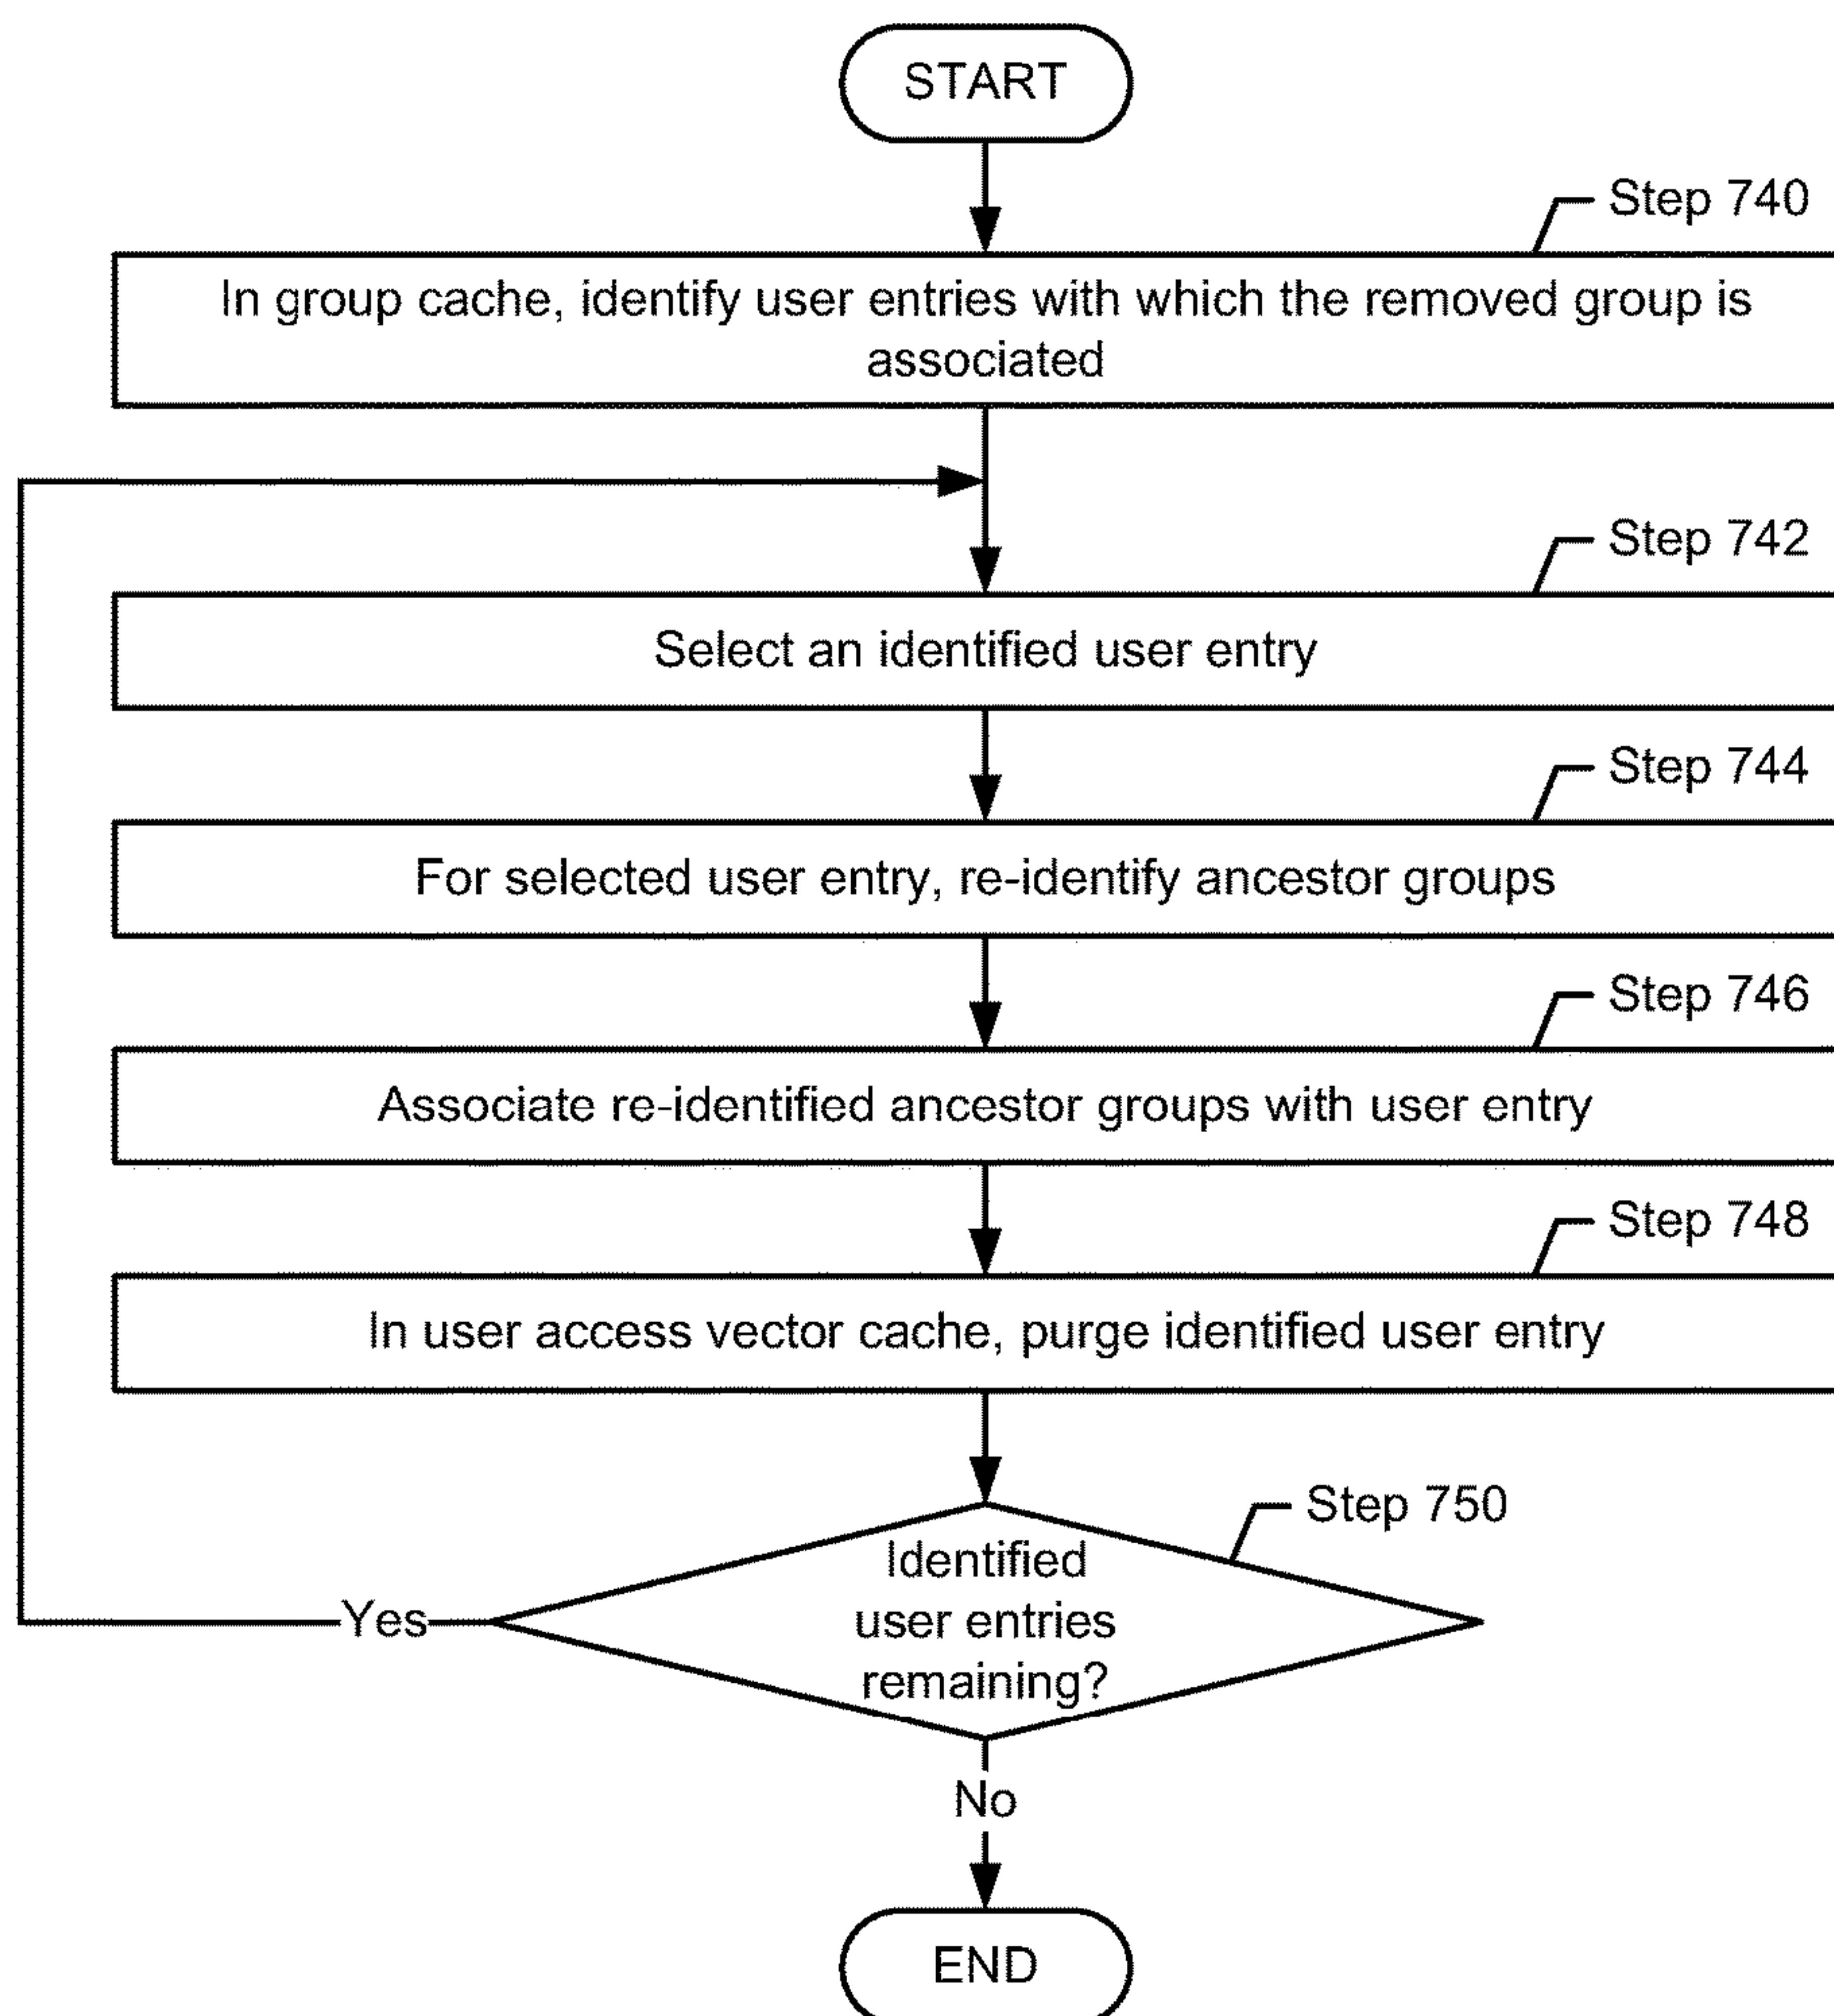 START
Step 740
In group cache, identify user entries with which the removed group is
associated
Step 742
Select an identified user entry
Step 744
For selected user entry, re-identify ancestor groups
Step 746
Associate re-identified ancestor groups with user entry
Step 748
In user access vector cache, purge identified user entry
Step 750
Identified
user entries
remaining?
Yes
No
END